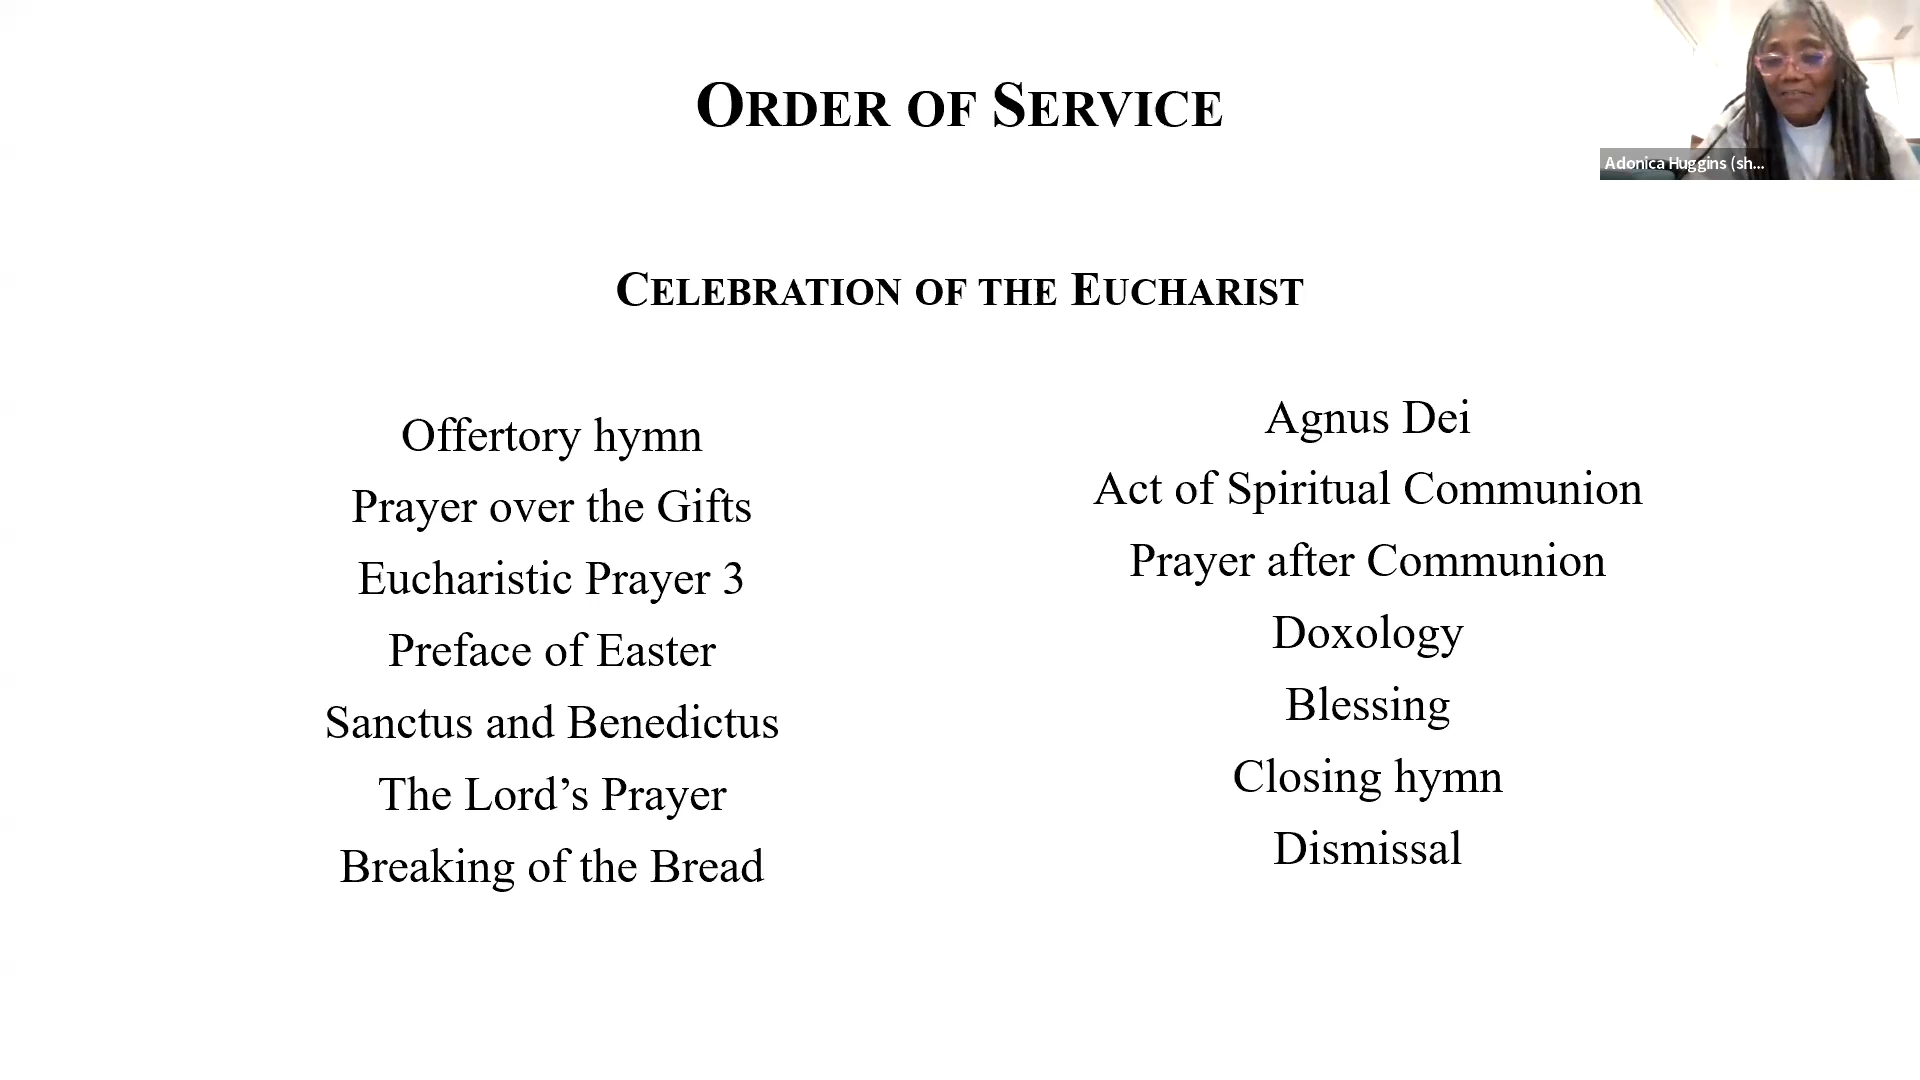 ORDER OF SERVICE
Adonica Huggins (sh...
CELEBRATION OF THE EUCHARIST
Offertory hymn
Prayer over the Gifts
Eucharistic Prayer 3
Preface of Easter
Sanctus and Benedictus
The Lord’s Prayer
Breaking of the Bread
Agnus Dei
Act of Spiritual Communion
Prayer after Communion
Doxology
Blessing
Closing hymn
Dismissal